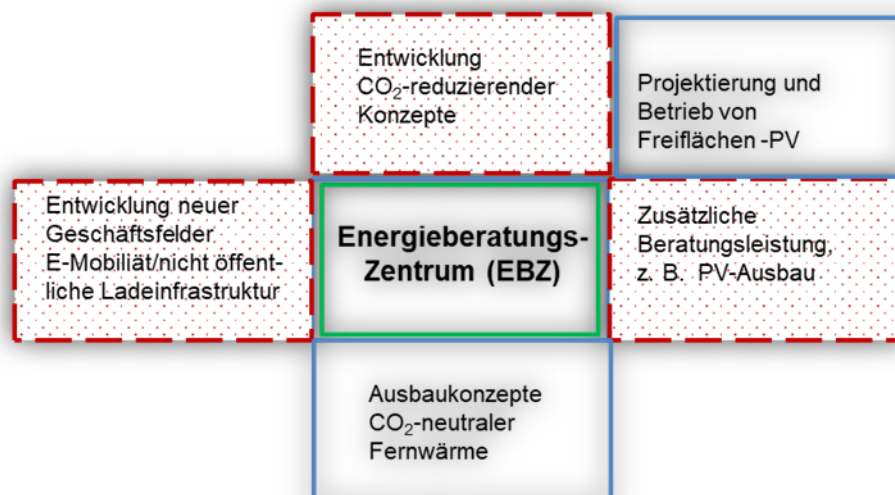 Entwicklung
CO₂-reduzierender
Konzepte
Projektierung und
Betrieb von
Freiflächen -PV
Entwicklung neuer
Geschäftsfelder
E-Mobiliät/nicht öffent-
liche Ladeinfrastruktur
Energieberatungs-
Zentrum (EBZ)
Zusätzliche
Beratungsleistung,
z. B. PV-Ausbau
Ausbaukonzepte
CO₂-neutraler
Fernwärme